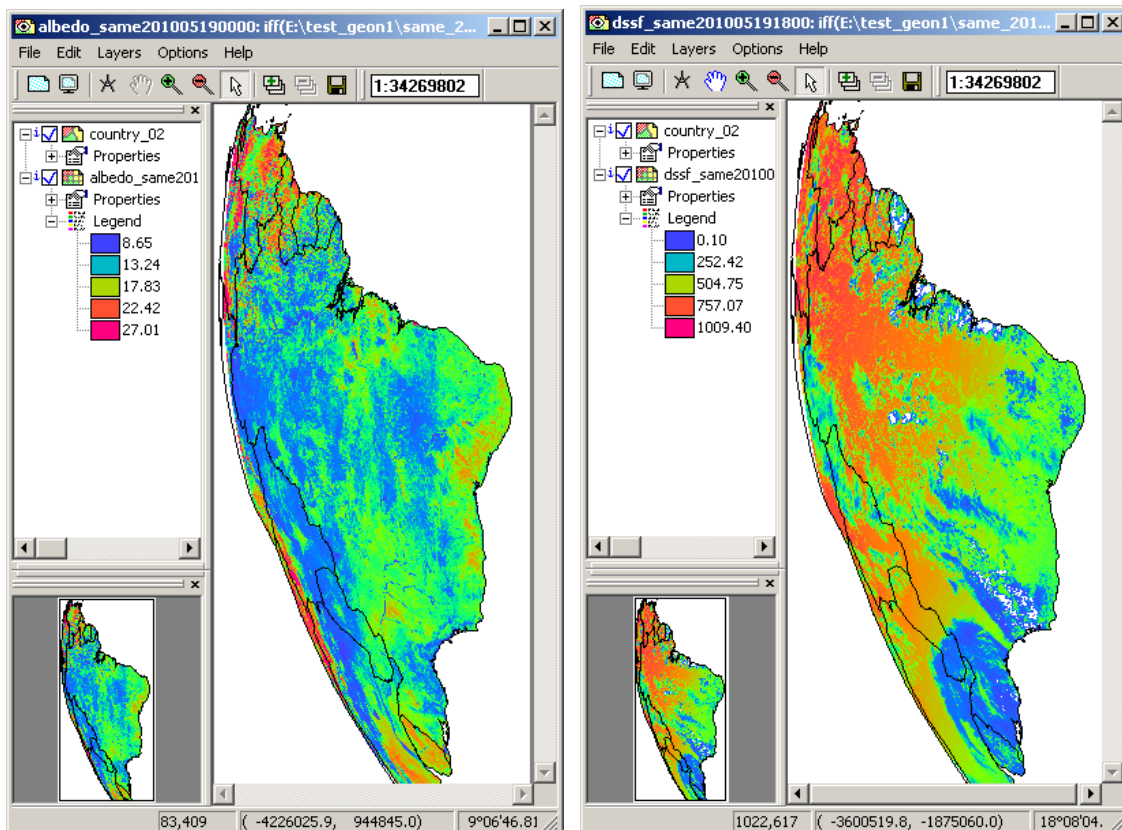 albedo_same201005190000: iff(E:\test_geon1\same_2...
File Edit Layers Options Help
1:34269802
country_02
Properties
albedo_same201
Properties
Legend
8.65
13.24
17.83
22.42
27.01
83,409 ( -4226025.9, 944845.0) 9°06'46.81
dssf_same201005191800: iff(E:\test_geon1\same_201...
File Edit Layers Options Help
1:34269802
country_02
Properties
dssf_same20100
Properties
Legend
0.10
252.42
504.75
757.07
1009.40
1022,617 ( -3600519.8, -1875060.0) 18°08'04.